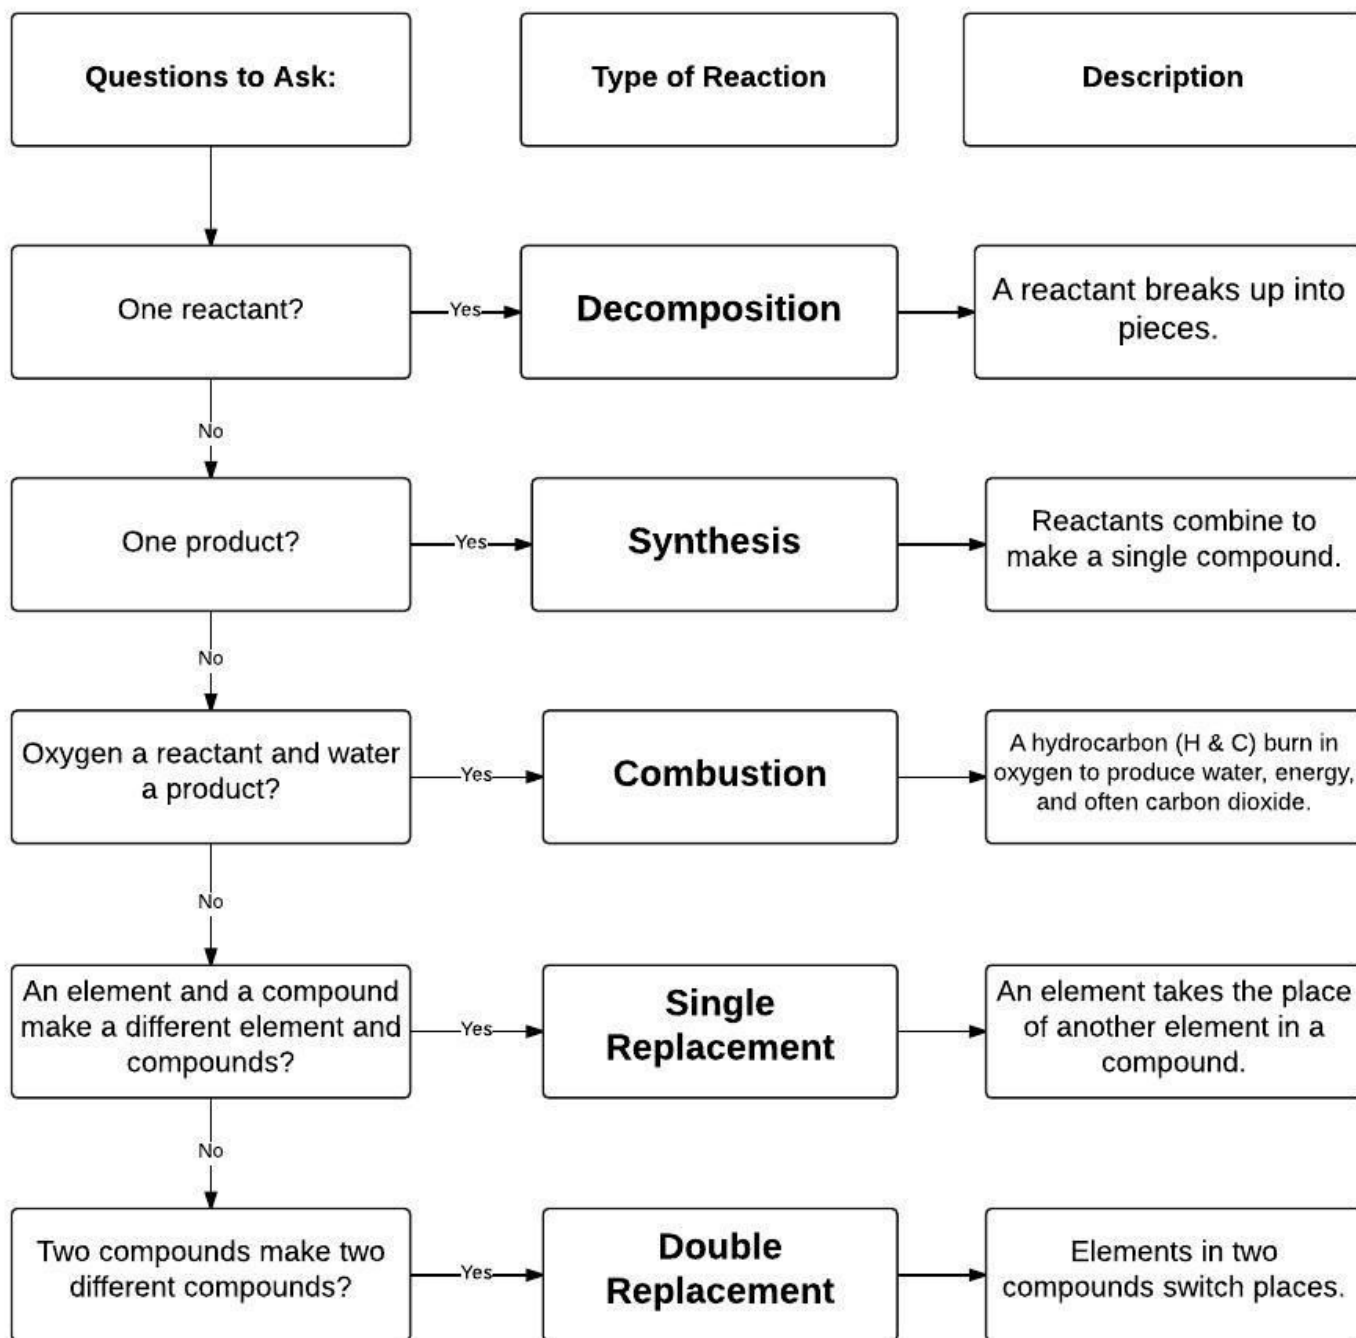 Questions to Ask:
Type of Reaction
Description
One reactant?
Yes
Decomposition
A reactant breaks up into
pieces.
No
One product?
Yes
Synthesis
Reactants combine to
make a single compound.
No
Oxygen a reactant and water
a product?
Yes
Combustion
A hydrocarbon (H & C) burn in
oxygen to produce water, energy,
and often carbon dioxide.
No
An element and a compound
make a different element and
compounds?
Yes
Single
Replacement
An element takes the place
of another element in a
compound.
No
Two compounds make two
different compounds?
Yes
Double
Replacement
Elements in two
compounds switch places.